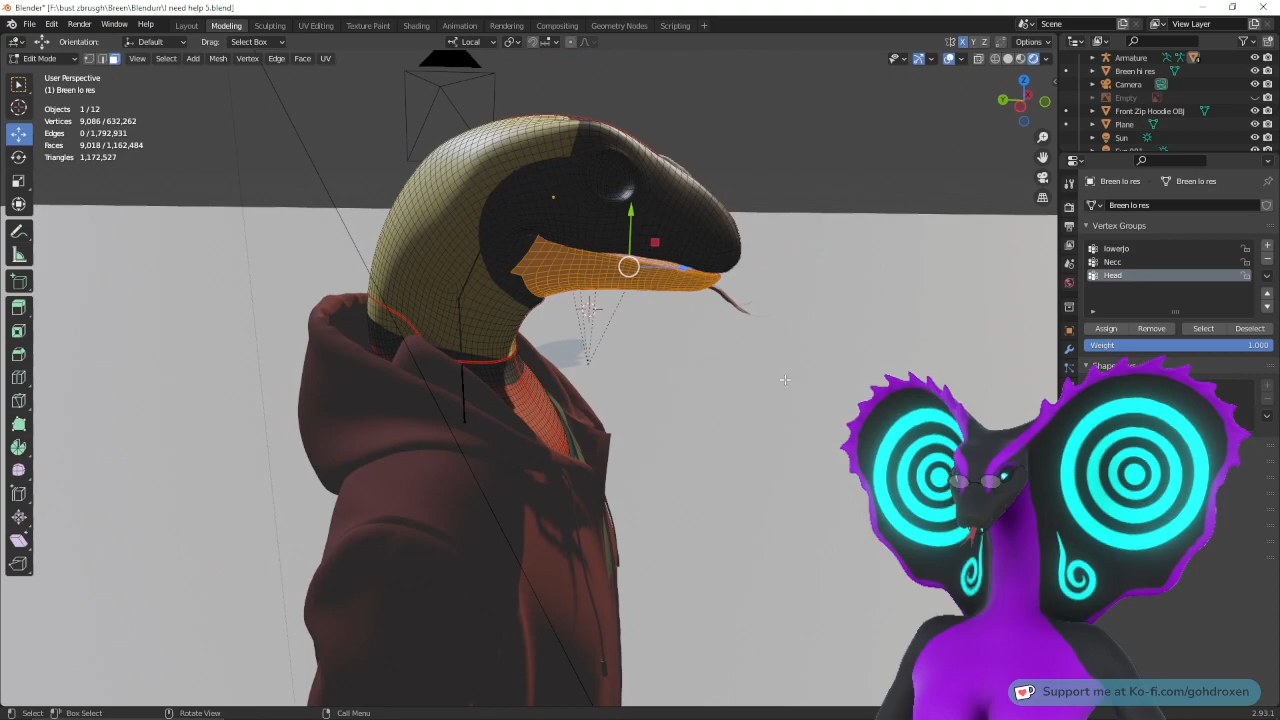 Blender* [F:\bust zbrusgh\Breen\Blendurr\I need help 5.blend]
File Edit Render Window Help Layout Modeling Sculpting UV Editing Texture Paint Shading Animation Rendering Compositing Geometry Nodes Scripting + Scene View Layer
Orientation: Default Drag: Select Box Local X Y Z Options
Edit Mode View Select Add Mesh Vertex Edge Face UV
User Perspective
(1) Breen lo res
Objects 1 / 12
Vertices 9,086 / 632,262
Edges 0 / 1,792,931
Faces 9,018 / 1,162,484
Triangles 1,172,527
Z
Y
Armature
Breen hi res
Camera
Empty
Front Zip Hoodie OBJ
Plane
Sun
Breen lo res Breen lo res
Breen lo res
Vertex Groups
lowerjo
Necc
Head
Assign Remove Select Deselect
Weight 1.000
Support me at Ko-fi.com/gohdroxen
Select Box Select Rotate View Call Menu 2.93.1